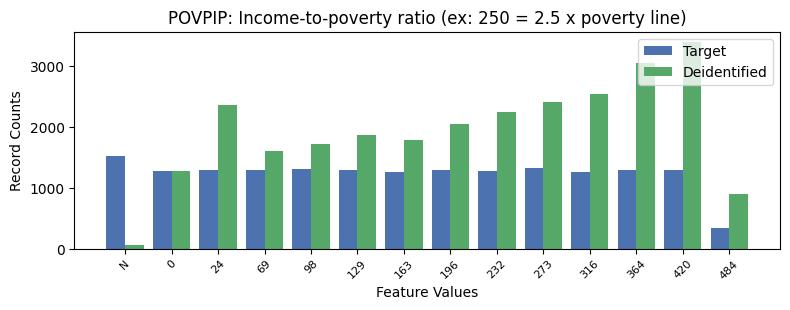 POVPIP: Income-to-poverty ratio (ex: 250 = 2.5 x poverty line)
Target
Deidentified
Record Counts
3000
2000
1000
0
N 0 24 69 98 129 163 196 232 273 316 364 420 484
Feature Values